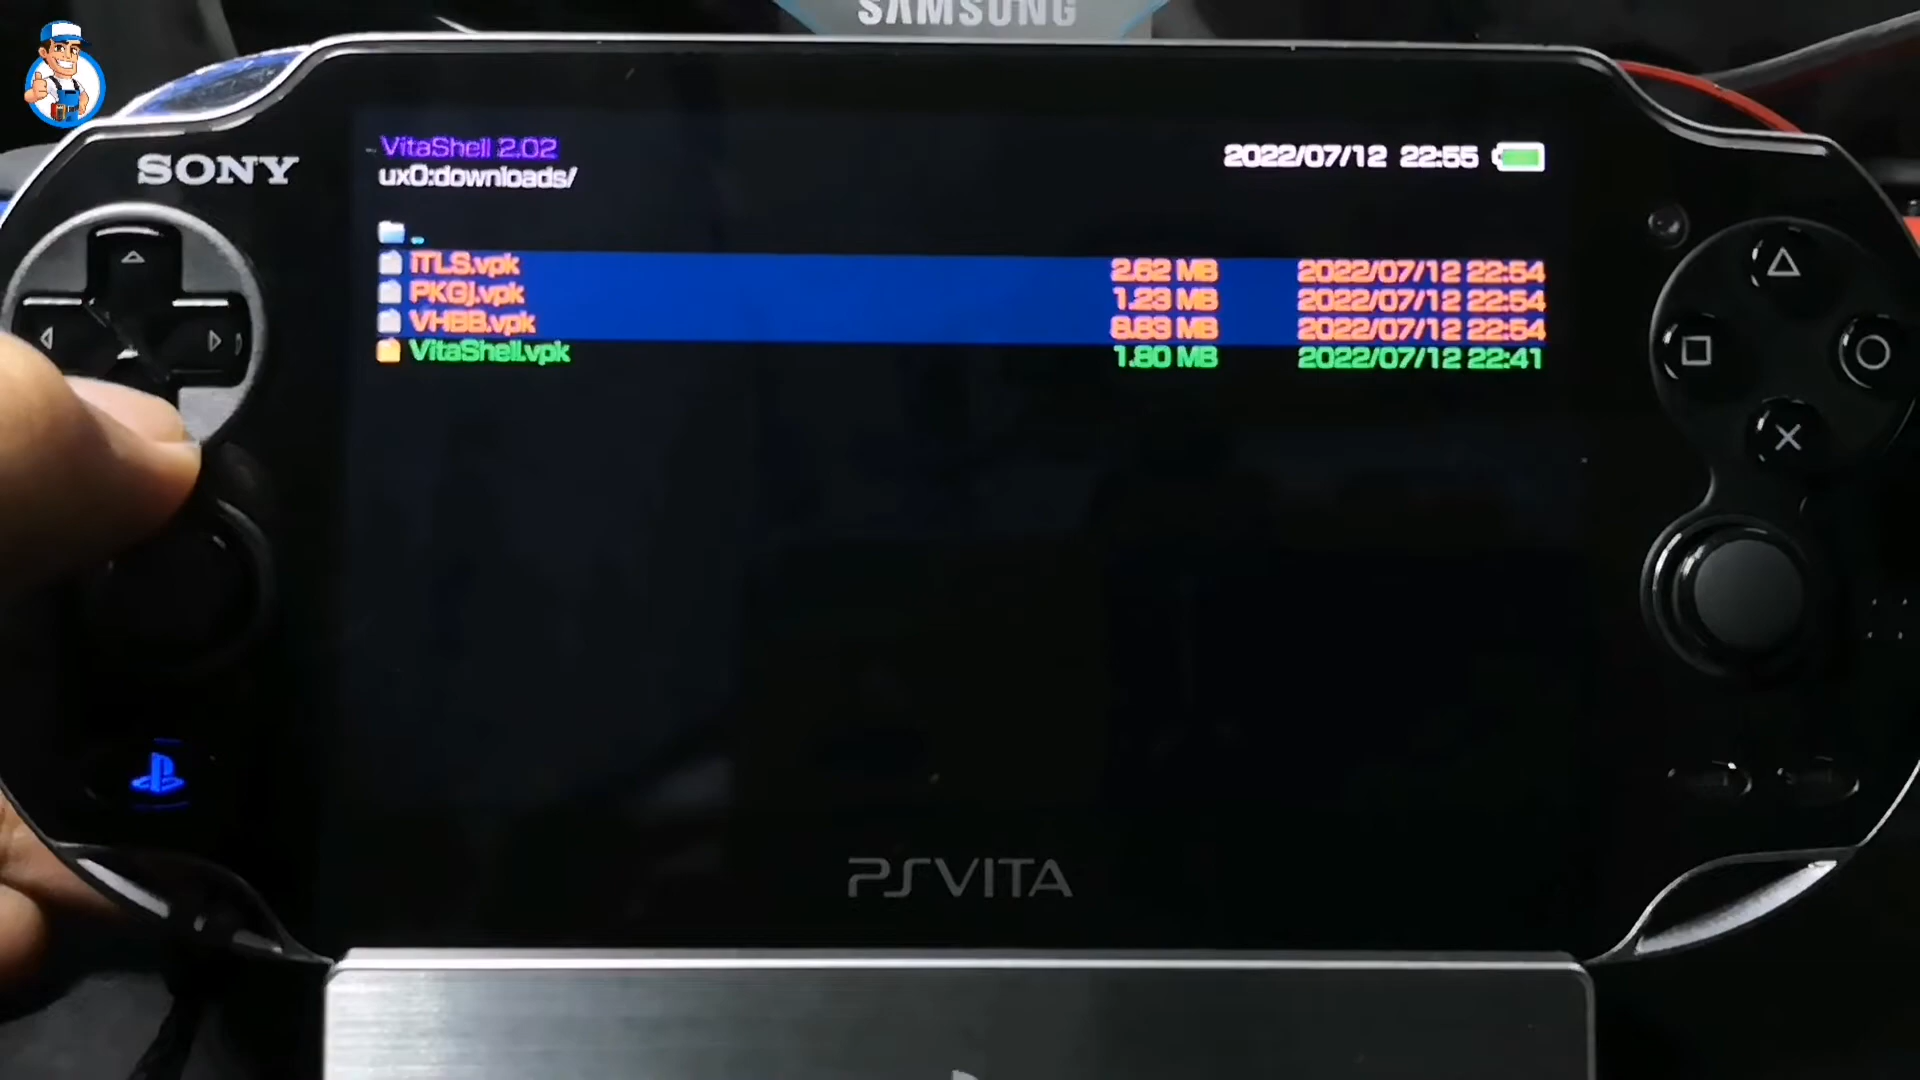 SAMSUNG
SONY
VitaShell 2.02
2022/07/12 22:55
ux0:downloads/
..
iTLS.vpk 2.62 MB 2022/07/12 22:54
PKGj.vpk 1.23 MB 2022/07/12 22:54
VHBB.vpk 8.83 MB 2022/07/12 22:54
VitaShell.vpk 1.80 MB 2022/07/12 22:41
PSVITA